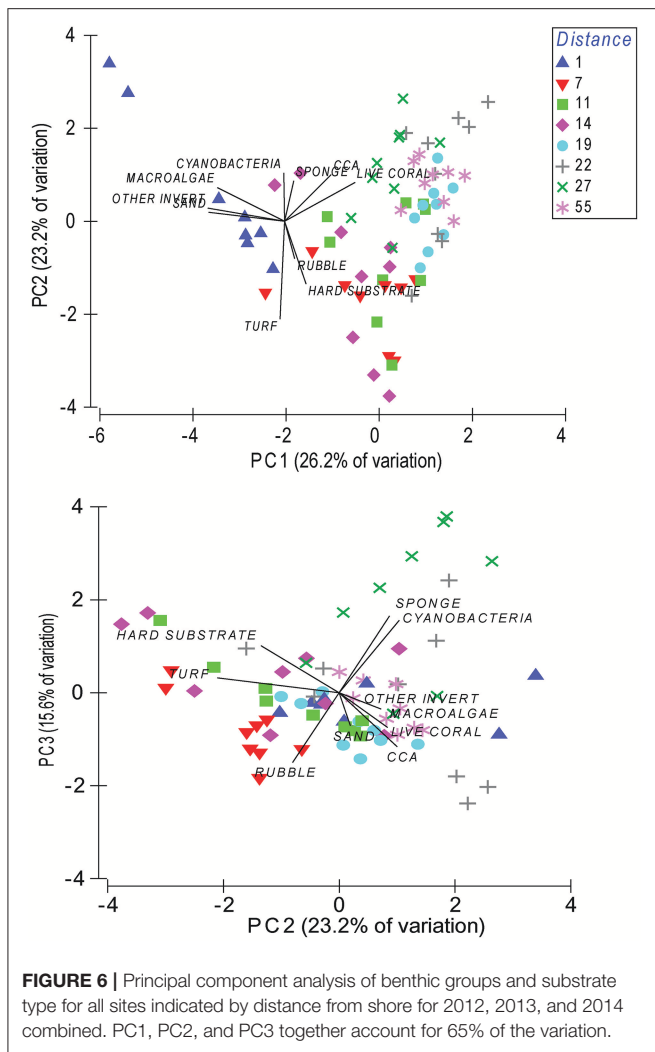 4
2
0
-2
-4
PC2 (23.2% of variation)
CYANOBACTERIA
CCA
SPONGE
LIVE CORAL
MACROALGAE
OTHER INVERT
SAND
RUBBLE
HARD SUBSTRATE
TURF
-6
-4
-2
0
2
4
PC1 (26.2% of variation)
Distance
1
7
11
14
19
22
27
55
4
2
0
-2
-4
PC3 (15.6% of variation)
SPONGE
CYANOBACTERIA
HARD SUBSTRATE
TURF
OTHER INVERT
MACROALGAE
LIVE CORAL
SAND
CCA
RUBBLE
-4
-2
0
2
4
PC2 (23.2% of variation)
FIGURE 6 | Principal component analysis of benthic groups and substrate
type for all sites indicated by distance from shore for 2012, 2013, and 2014
combined. PC1, PC2, and PC3 together account for 65% of the variation.